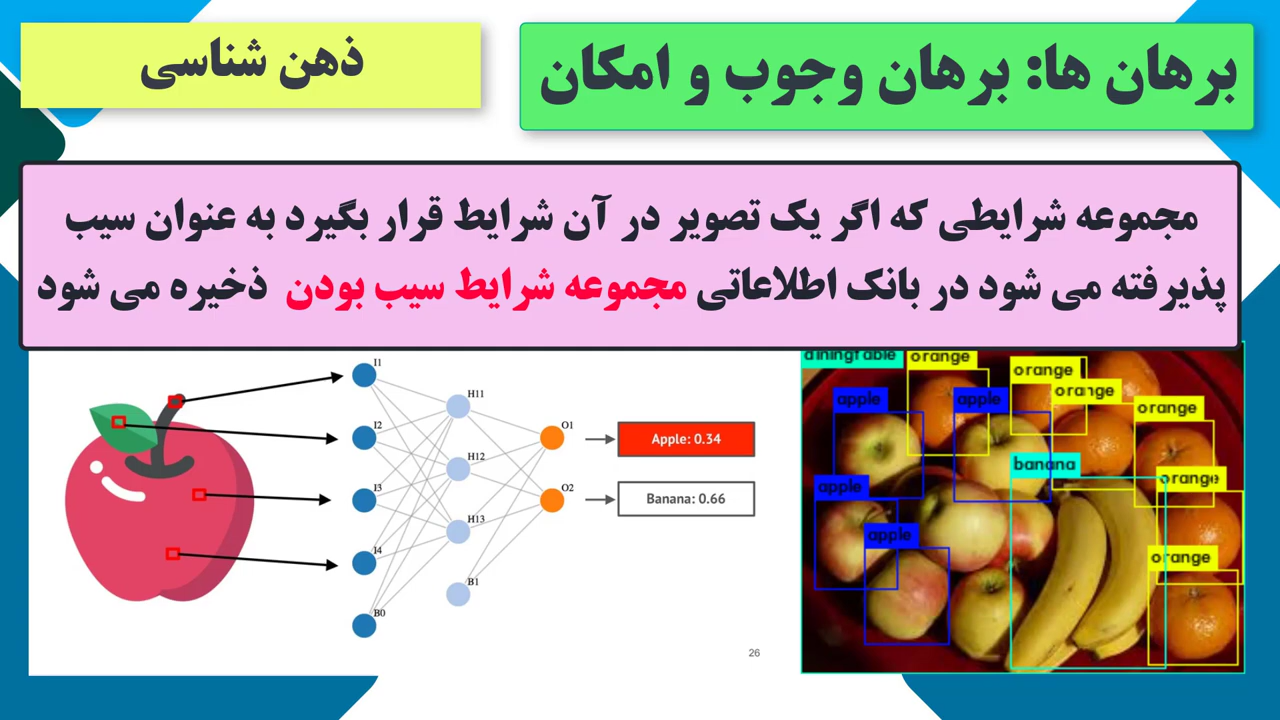 برهان ها: برهان وجوب و امکان
ذهن شناسی
مجموعه شرایطی که اگر یک تصویر در آن شرایط قرار بگیرد به عنوان سیب
پذیرفته می شود در بانک اطلاعاتی مجموعه شرایط سیب بودن ذخیره می شود
I1
I2
I3
I4
B0
H11
H12
H13
B1
O1
O2
Apple: 0.34
Banana: 0.66
26
diningtable
orange
orange
orange
apple
apple
orange
banana
orange
apple
apple
orange